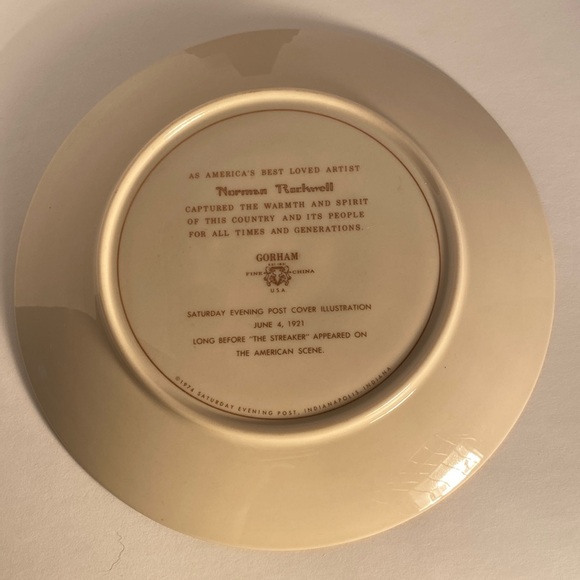 AS AMERICA'S BEST LOVED ARTIST
Norman Rockwell
CAPTURED THE WARMTH AND SPIRIT
OF THIS COUNTRY AND ITS PEOPLE
FOR ALL TIMES AND GENERATIONS.
GORHAM
FINE CHINA
U.S.A.
SATURDAY EVENING POST COVER ILLUSTRATION
JUNE 4, 1921
LONG BEFORE "THE STREAKER" APPEARED ON
THE AMERICAN SCENE.
©1974 SATURDAY EVENING POST, INDIANAPOLIS, INDIANA